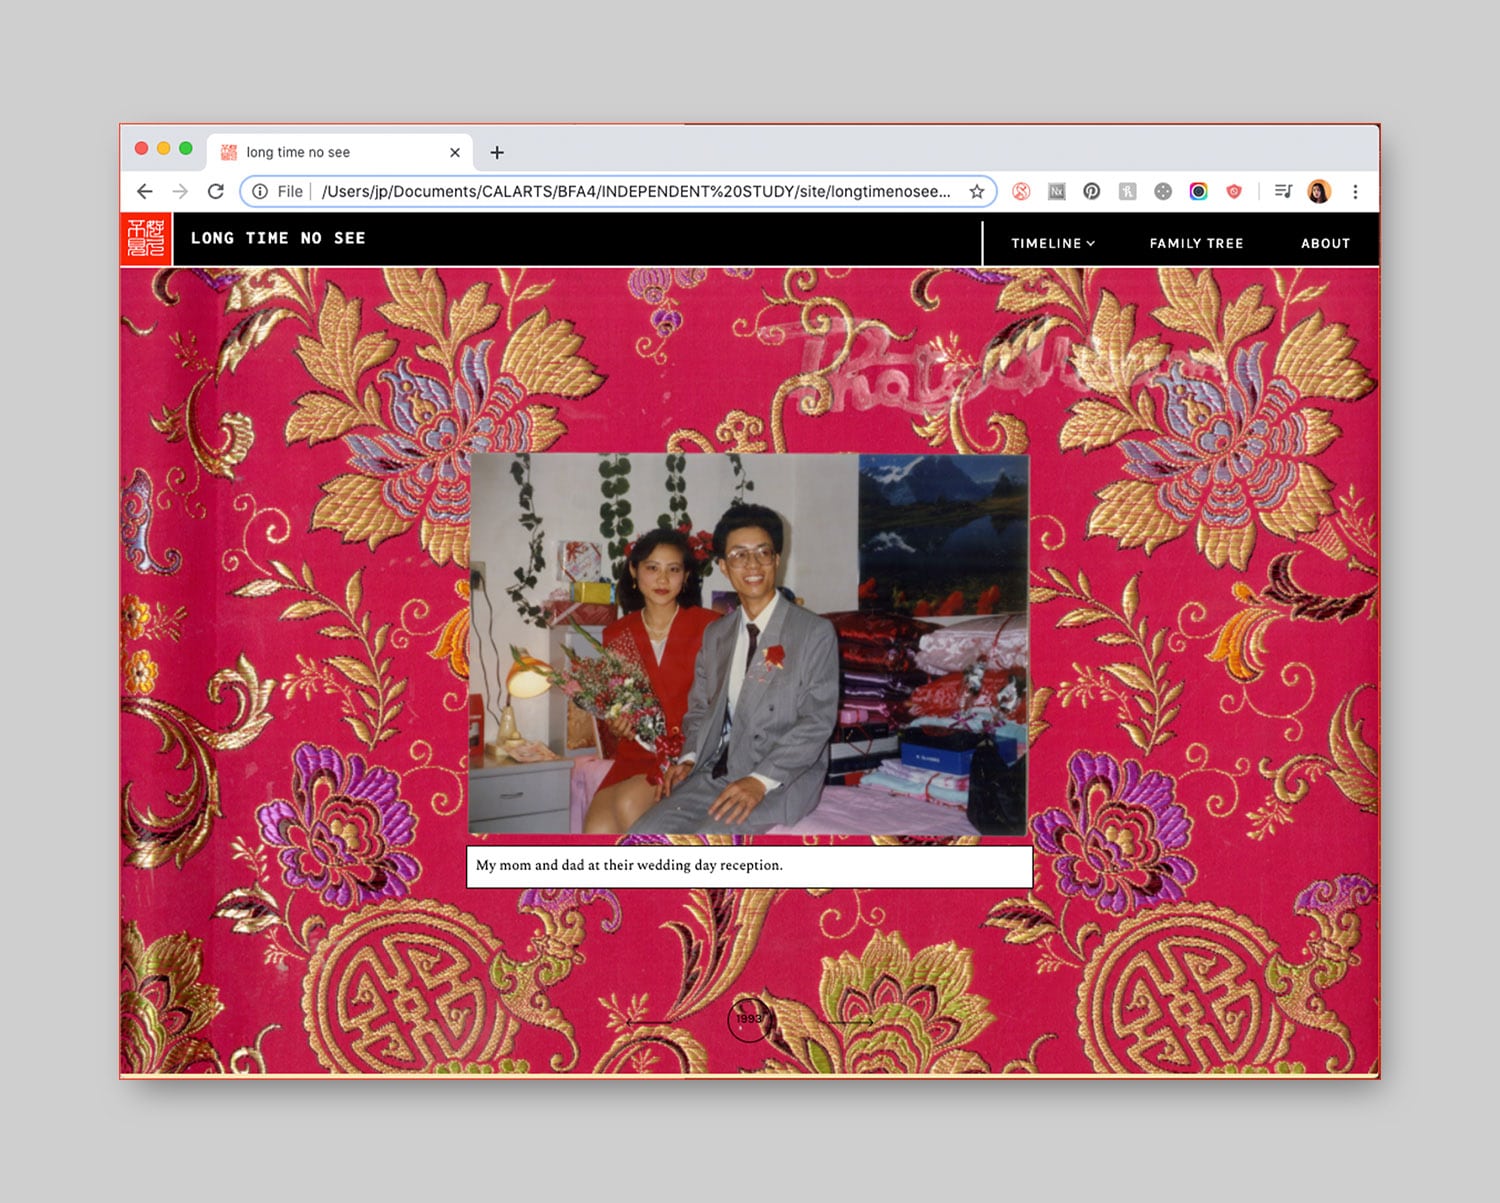 long time no see
File
/Users/jp/Documents/CALARTS/BFA4/INDEPENDENT%20STUDY/site/longtimenosee...
Nx
LONG TIME NO SEE
TIMELINE
FAMILY TREE
ABOUT
Photo Album
My mom and dad at their wedding day reception.
1993